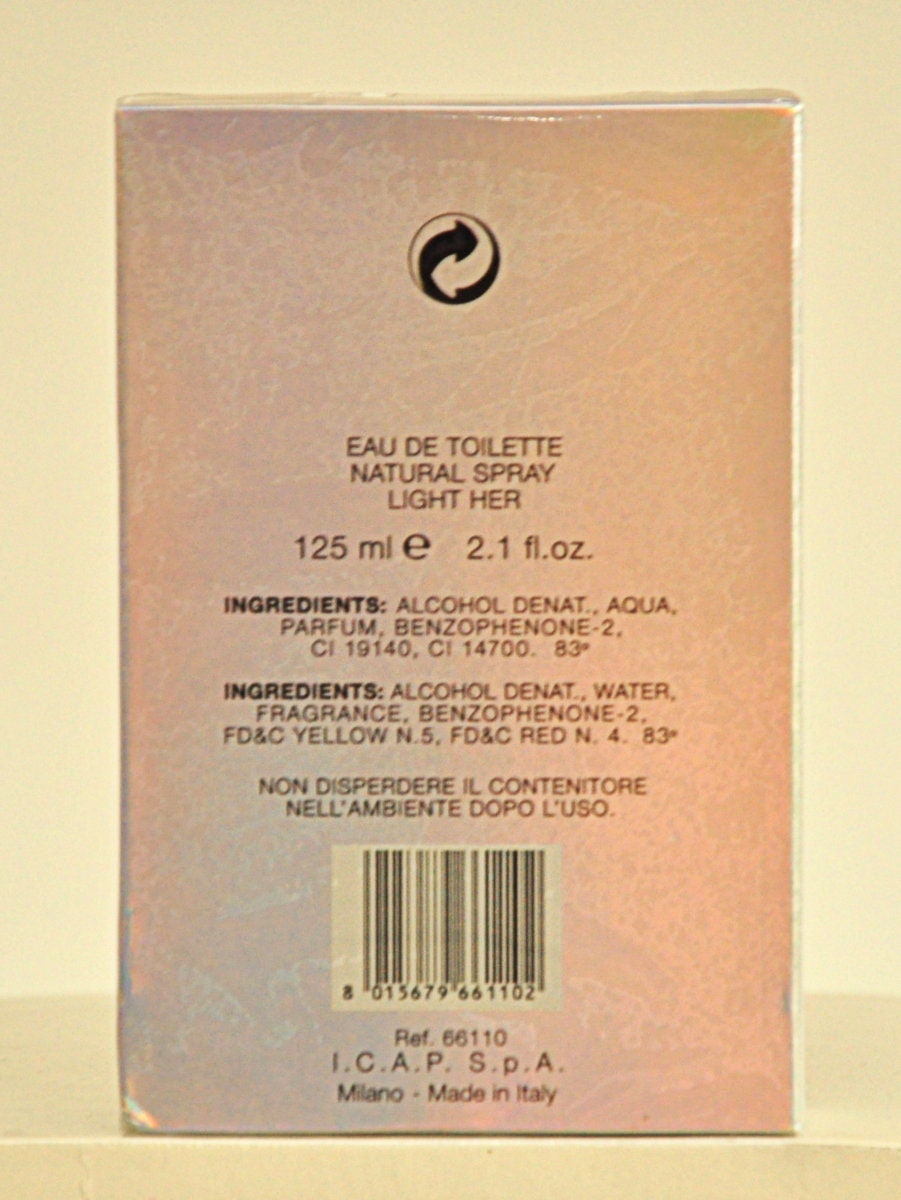 EAU DE TOILETTE
NATURAL SPRAY
LIGHT HER
125 ml ℮ 2.1 fl.oz.
INGREDIENTS: ALCOHOL DENAT., AQUA,
PARFUM, BENZOPHENONE-2,
CI 19140, CI 14700. 83°
INGREDIENTS: ALCOHOL DENAT., WATER,
FRAGRANCE, BENZOPHENONE-2,
FD&C YELLOW N.5, FD&C RED N. 4. 83°
NON DISPERDERE IL CONTENITORE
NELL'AMBIENTE DOPO L'USO.
8 015679 661102
Ref. 66110
I.C.A.P. S.p.A.
Milano - Made in Italy